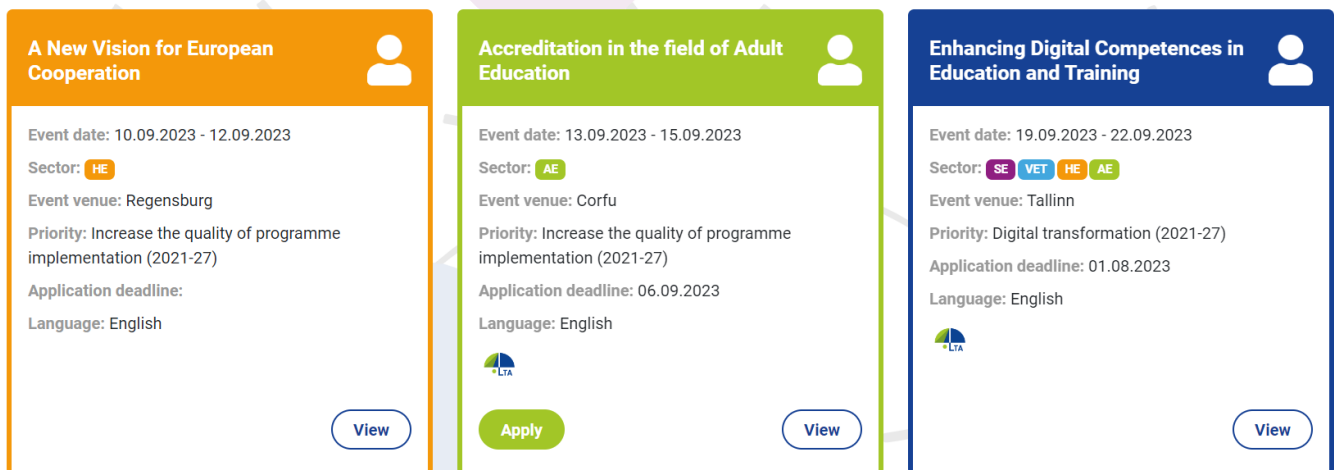 A New Vision for European
Cooperation
Event date: 10.09.2023 - 12.09.2023
Sector: HE
Event venue: Regensburg
Priority: Increase the quality of programme
implementation (2021-27)
Application deadline:
Language: English
View
Accreditation in the field of Adult
Education
Event date: 13.09.2023 - 15.09.2023
Sector: AE
Event venue: Corfu
Priority: Increase the quality of programme
implementation (2021-27)
Application deadline: 06.09.2023
Language: English
LTA
Apply
View
Enhancing Digital Competences in
Education and Training
Event date: 19.09.2023 - 22.09.2023
Sector: SE VET HE AE
Event venue: Tallinn
Priority: Digital transformation (2021-27)
Application deadline: 01.08.2023
Language: English
LTA
View